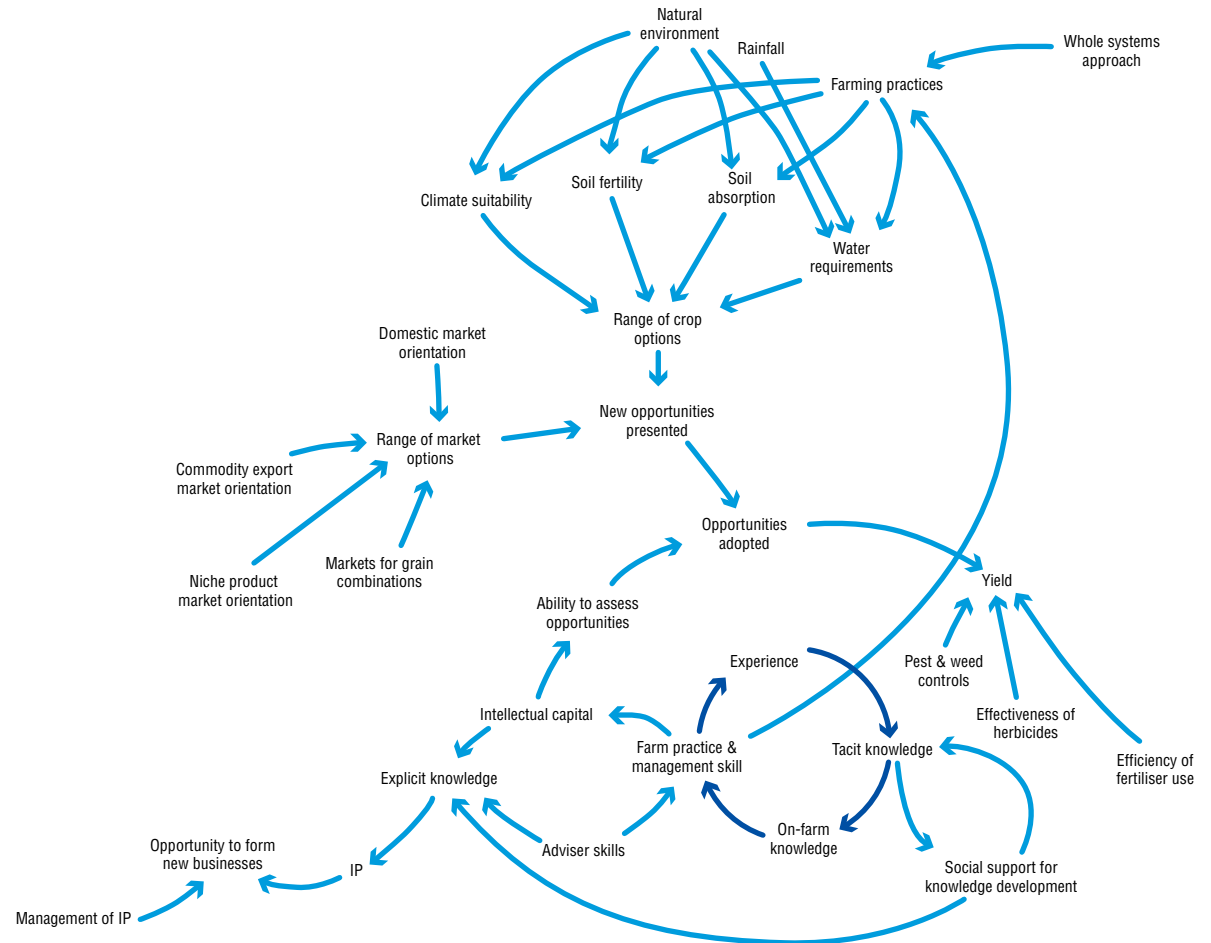 Natural
environment
Rainfall
Whole systems
approach
Farming practices
Climate suitability
Soil fertility
Soil
absorption
Water
requirements
Range of crop
options
Domestic market
orientation
New opportunities
presented
Range of market
options
Commodity export
market orientation
Niche product
market orientation
Markets for grain
combinations
Opportunities
adopted
Yield
Ability to assess
opportunities
Pest & weed
controls
Experience
Effectiveness of
herbicides
Efficiency of
fertiliser use
Intellectual capital
Farm practice &
management skill
Tacit knowledge
Explicit knowledge
On-farm
knowledge
Adviser skills
Opportunity to form
new businesses
IP
Social support for
knowledge development
Management of IP